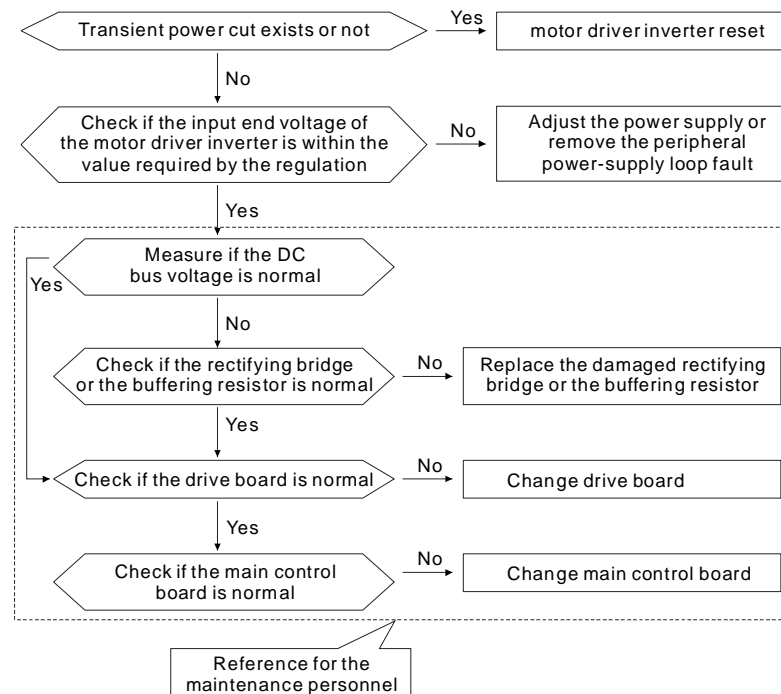 Transient power cut exists or not
Yes
motor driver inverter reset
No
Check if the input end voltage of
the motor driver inverter is within the
value required by the regulation
No
Adjust the power supply or
remove the peripheral
power-supply loop fault
Yes
Measure if the DC
bus voltage is normal
Yes
No
Check if the rectifying bridge
or the buffering resistor is normal
No
Replace the damaged rectifying
bridge or the buffering resistor
Yes
Check if the drive board is normal
No
Change drive board
Yes
Check if the main control
board is normal
No
Change main control board
Reference for the
maintenance personnel